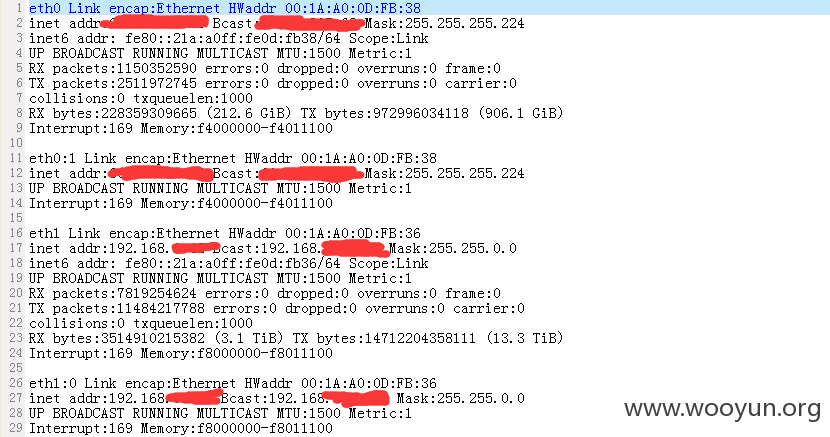 1 eth0 Link encap:Ethernet HWaddr 00:1A:A0:0D:FB:38
2 inet addr: Bcast: Mask:255.255.255.224
3 inet6 addr: fe80::21a:a0ff:fe0d:fb38/64 Scope:Link
4 UP BROADCAST RUNNING MULTICAST MTU:1500 Metric:1
5 RX packets:1150352590 errors:0 dropped:0 overruns:0 frame:0
6 TX packets:2511972745 errors:0 dropped:0 overruns:0 carrier:0
7 collisions:0 txqueuelen:1000
8 RX bytes:228359309665 (212.6 GiB) TX bytes:972996034118 (906.1 GiB)
9 Interrupt:169 Memory:f4000000-f4011100
10
11 eth0:1 Link encap:Ethernet HWaddr 00:1A:A0:0D:FB:38
12 inet addr: Bcast: Mask:255.255.255.224
13 UP BROADCAST RUNNING MULTICAST MTU:1500 Metric:1
14 Interrupt:169 Memory:f4000000-f4011100
15
16 eth1 Link encap:Ethernet HWaddr 00:1A:A0:0D:FB:36
17 inet addr:192.168. Bcast:192.168. Mask:255.255.0.0
18 inet6 addr: fe80::21a:a0ff:fe0d:fb36/64 Scope:Link
19 UP BROADCAST RUNNING MULTICAST MTU:1500 Metric:1
20 RX packets:7819254624 errors:0 dropped:0 overruns:0 frame:0
21 TX packets:11484217788 errors:0 dropped:0 overruns:0 carrier:0
22 collisions:0 txqueuelen:1000
23 RX bytes:3514910215382 (3.1 TiB) TX bytes:14712204358111 (13.3 TiB)
24 Interrupt:169 Memory:f8000000-f8011100
25
26 eth1:0 Link encap:Ethernet HWaddr 00:1A:A0:0D:FB:36
27 inet addr:192.168. Bcast:192.168. Mask:255.255.0.0
28 UP BROADCAST RUNNING MULTICAST MTU:1500 Metric:1
29 Interrupt:169 Memory:f8000000-f8011100
www.wooyun.org